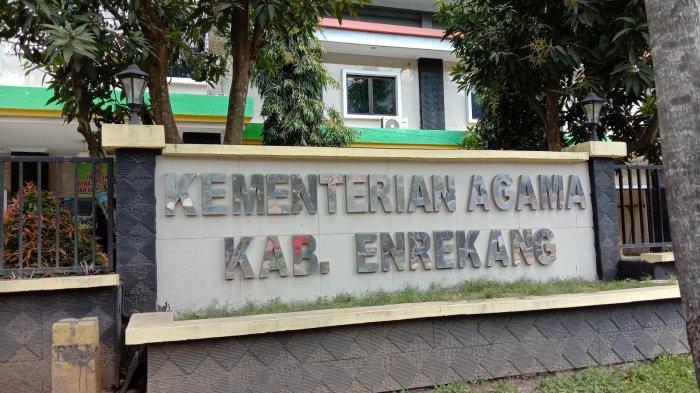 KEMENTERIAN AGAMA
KAB. ENREKANG